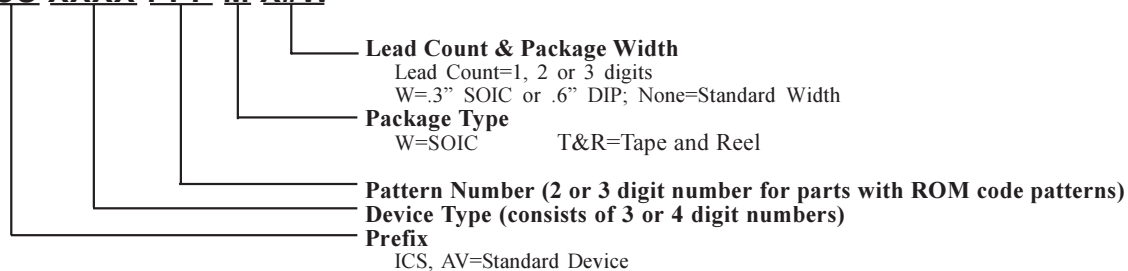 Lead Count & Package Width
Lead Count=1, 2 or 3 digits
W=.3” SOIC or .6” DIP; None=Standard Width
Package Type
W=SOIC T&R=Tape and Reel
Pattern Number (2 or 3 digit number for parts with ROM code patterns)
Device Type (consists of 3 or 4 digit numbers)
Prefix
ICS, AV=Standard Device